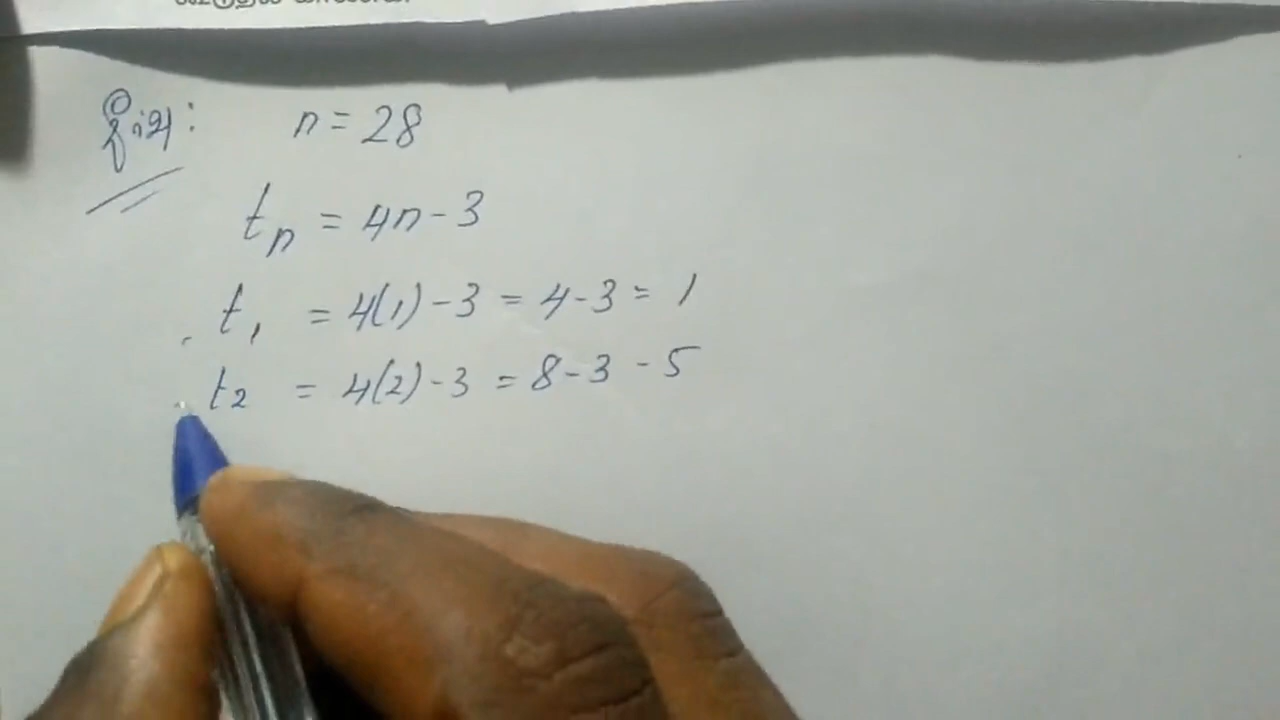 தீர்வு: n = 28
tn = 4n - 3
t1 = 4(1) - 3 = 4 - 3 = 1
t2 = 4(2) - 3 = 8 - 3 - 5